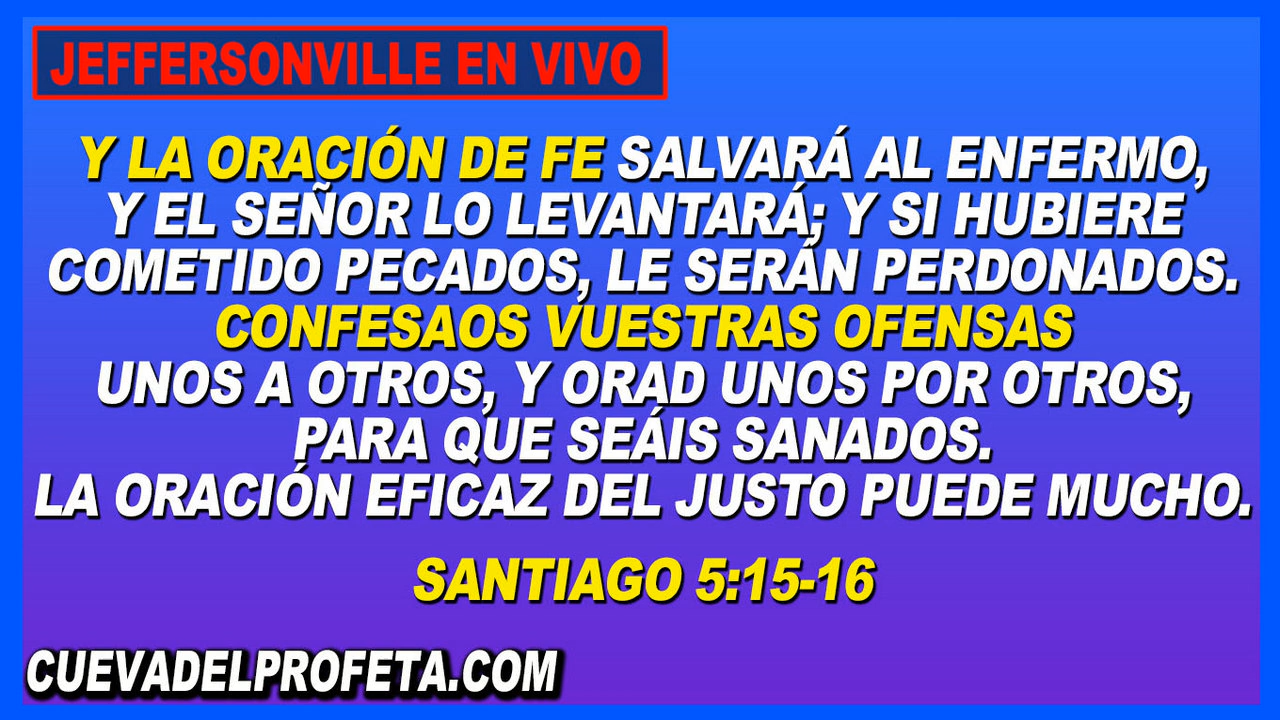 JEFFERSONVILLE EN VIVO
Y LA ORACIÓN DE FE SALVARÁ AL ENFERMO,
Y EL SEÑOR LO LEVANTARÁ; Y SI HUBIERE
COMETIDO PECADOS, LE SERÁN PERDONADOS.
CONFESAOS VUESTRAS OFENSAS
UNOS A OTROS, Y ORAD UNOS POR OTROS,
PARA QUE SEÁIS SANADOS.
LA ORACIÓN EFICAZ DEL JUSTO PUEDE MUCHO.
SANTIAGO 5:15-16
CUEVADELPROFETA.COM